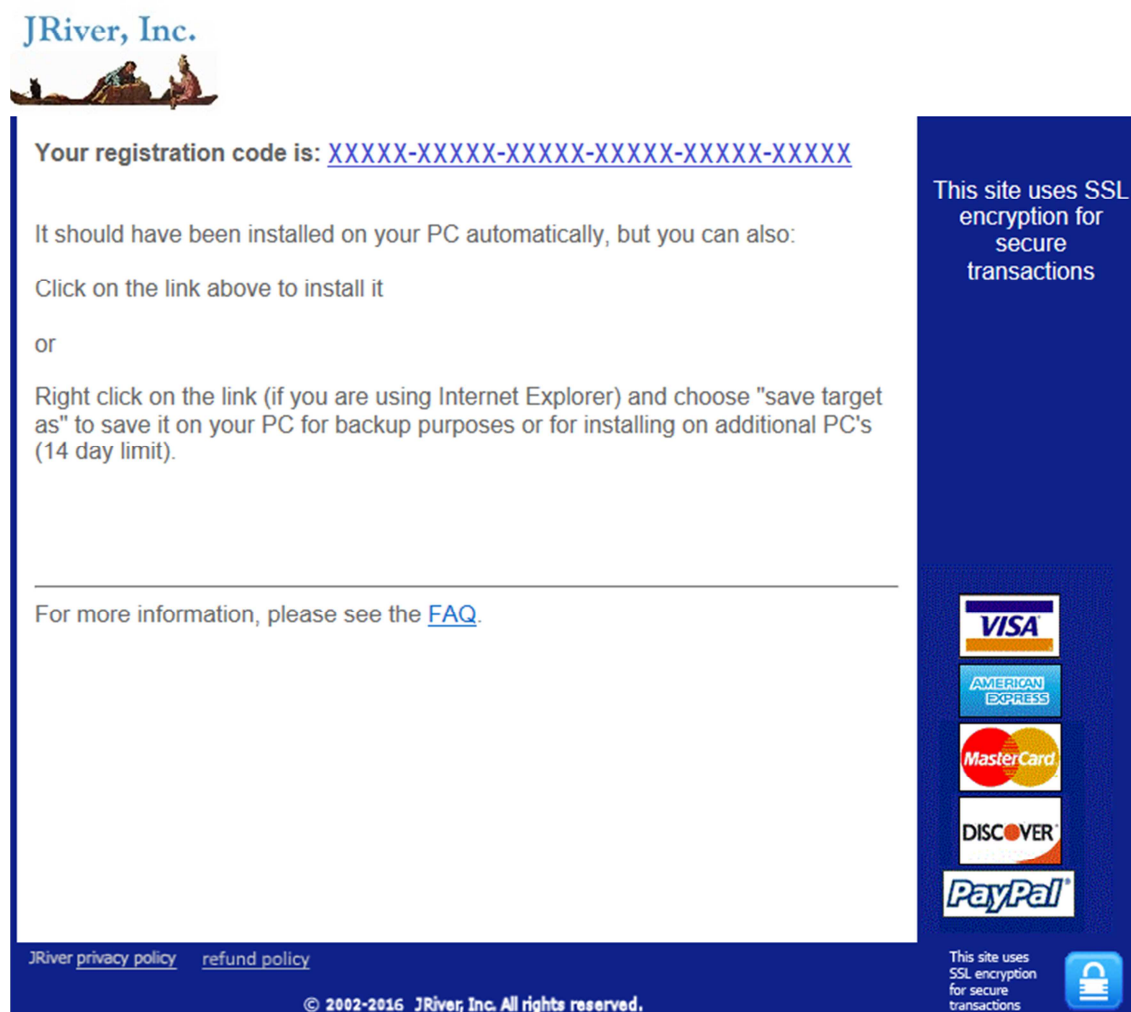 JRiver, Inc.
Your registration code is: XXXXX-XXXXX-XXXXX-XXXXX-XXXXX-XXXXX
It should have been installed on your PC automatically, but you can also:
Click on the link above to install it
or
Right click on the link (if you are using Internet Explorer) and choose "save target
as" to save it on your PC for backup purposes or for installing on additional PC's
(14 day limit).
For more information, please see the FAQ.
This site uses SSL
encryption for
secure
transactions
VISA
AMERICAN
EXPRESS
MasterCard
DISCOVER
PayPal
JRiver privacy policy refund policy
© 2002-2016 JRiver, Inc. All rights reserved.
This site uses
SSL encryption
for secure
transactions